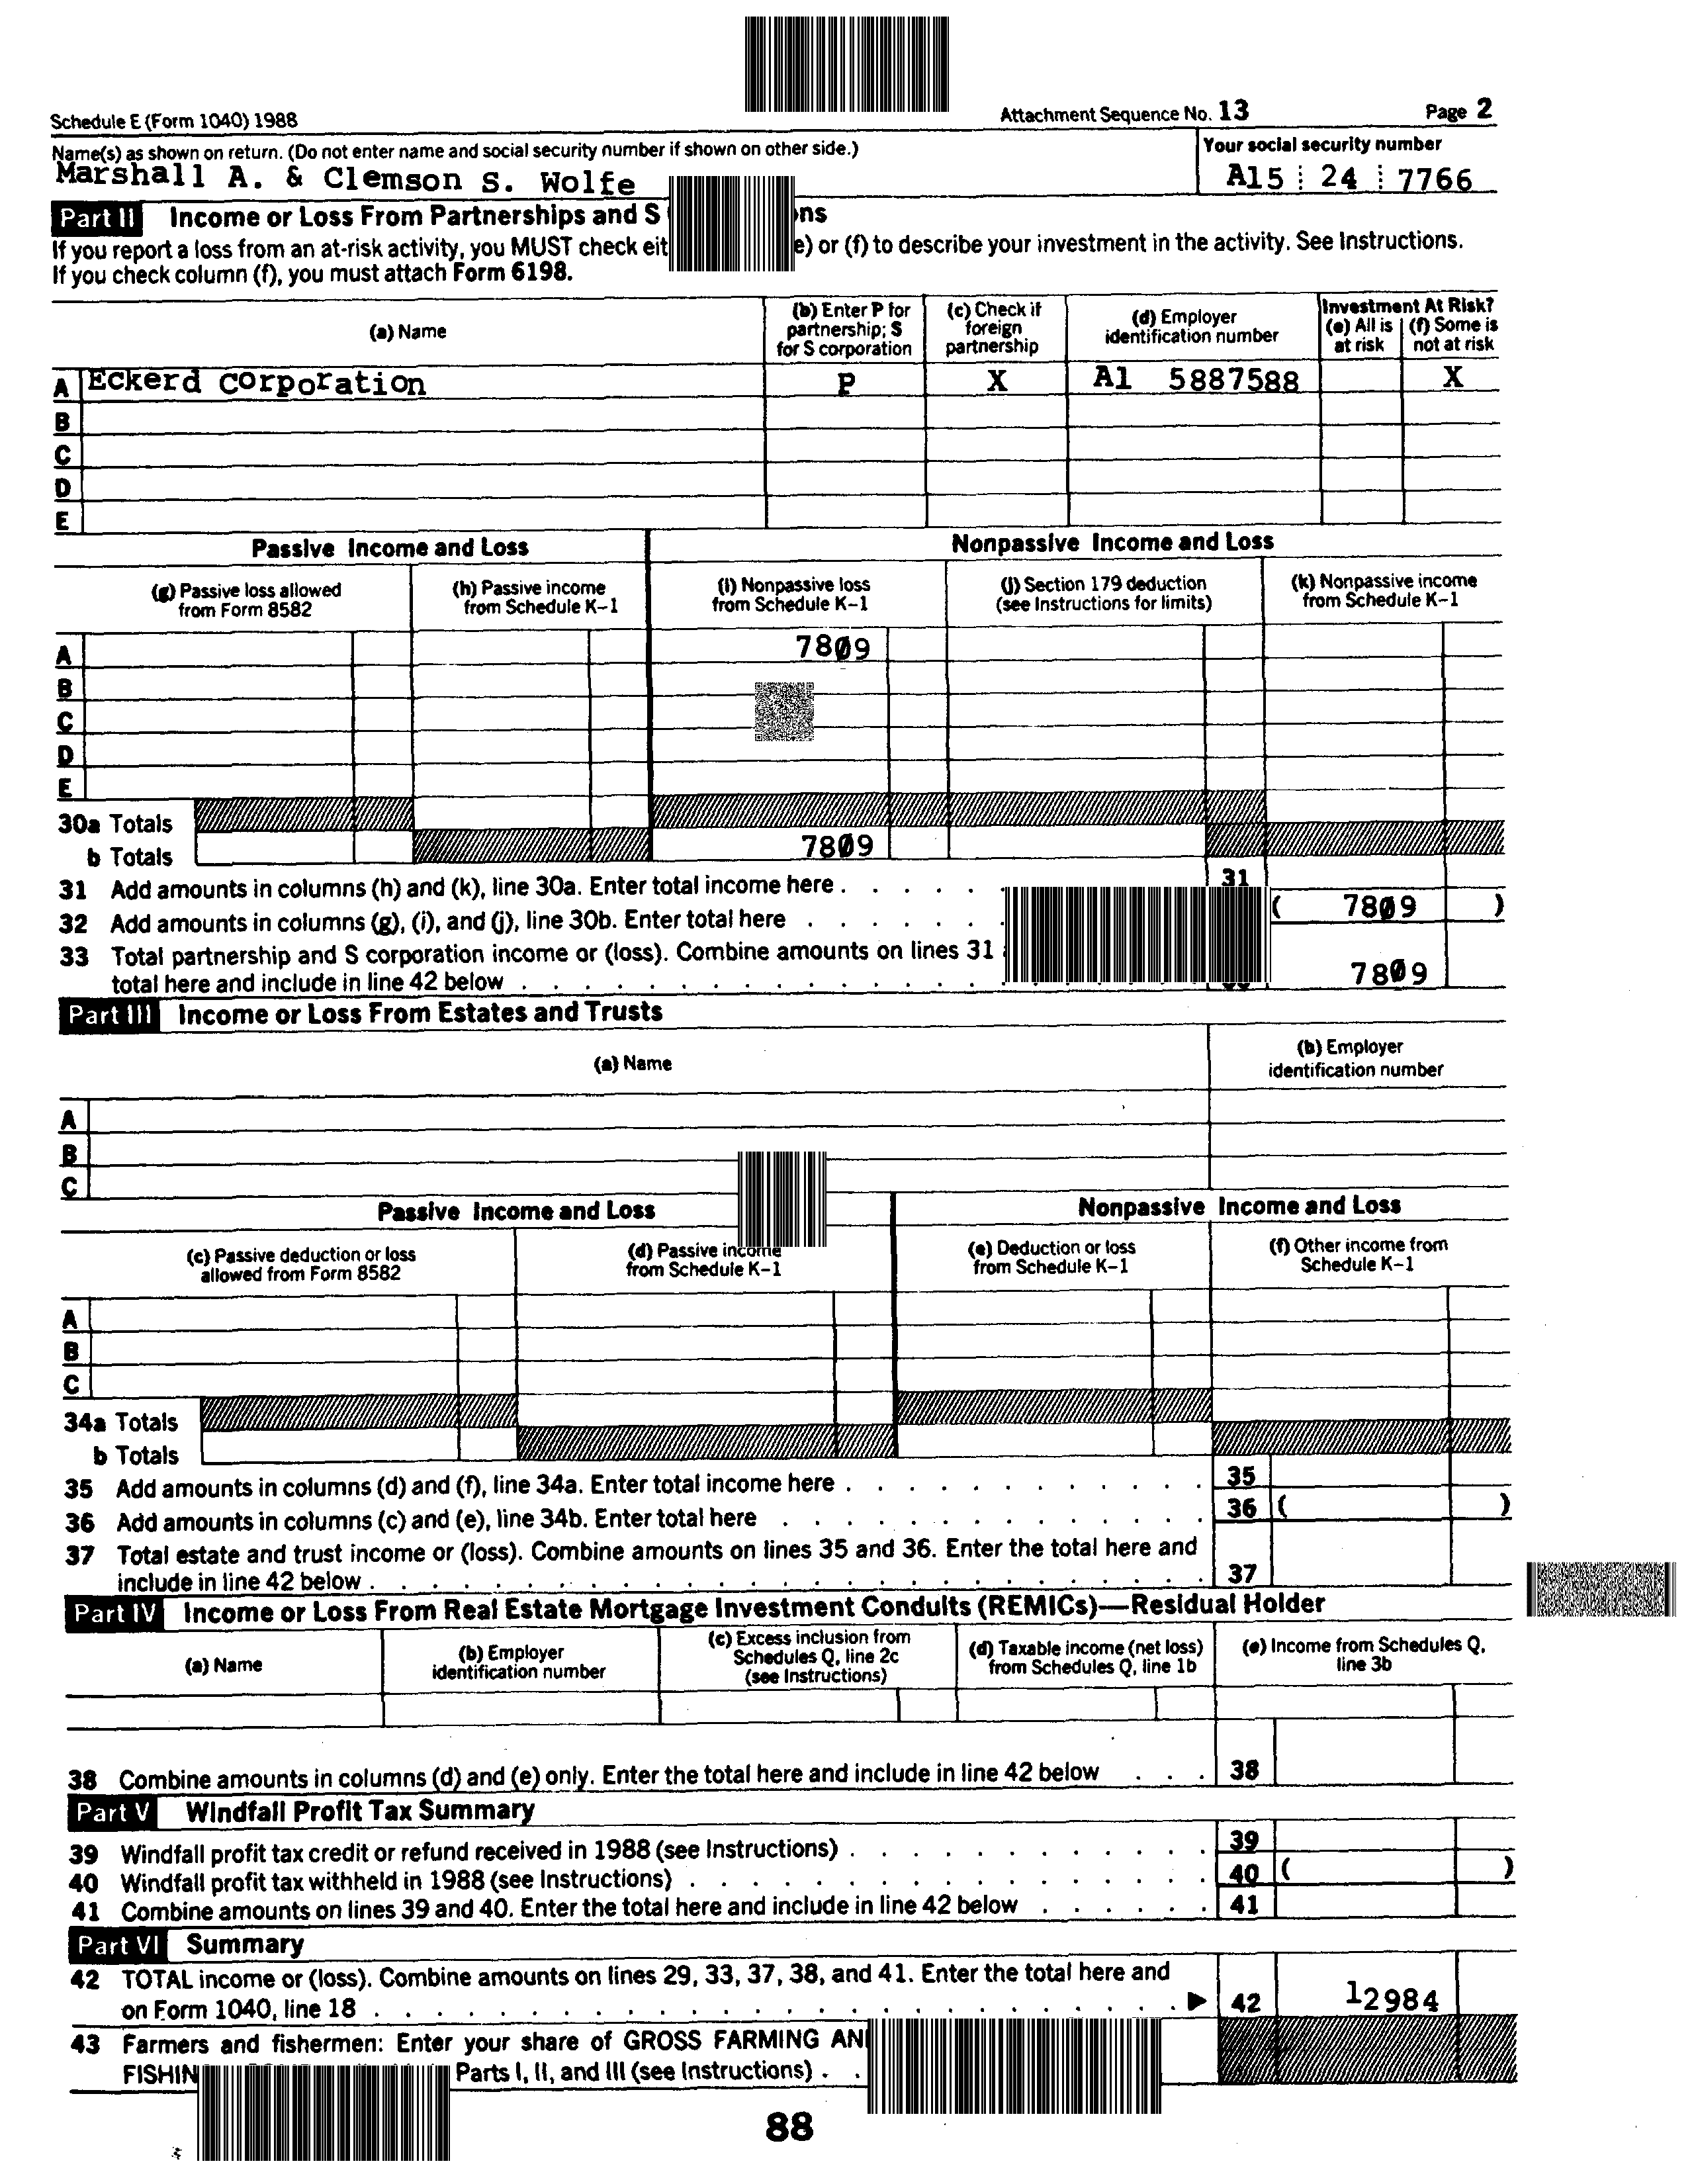 Schedule E (Form 1040) 1988 Attachment Sequence No. 13 Page 2
Name(s) as shown on return. (Do not enter name and social security number if shown on other side.) Your social security number
Marshall A. & Clemson S. Wolfe A15 24 7766
Part II Income or Loss From Partnerships and S ons
If you report a loss from an at-risk activity, you MUST check eit e) or (f) to describe your investment in the activity. See Instructions.
If you check column (f), you must attach Form 6198.
(a) Name (b) Enter P for partnership; S for S corporation (c) Check if foreign partnership (d) Employer identification number Investment At Risk? (e) All is at risk (f) Some is not at risk
A Eckerd Corporation P X A1 5887588 X
B
C
D
E
Passive Income and Loss Nonpassive Income and Loss
(g) Passive loss allowed from Form 8582 (h) Passive income from Schedule K-1 (i) Nonpassive loss from Schedule K-1 (j) Section 179 deduction (see Instructions for limits) (k) Nonpassive income from Schedule K-1
A 7809
B
C
D
E
30a Totals
b Totals 7809
31 Add amounts in columns (h) and (k), line 30a. Enter total income here . . . . . . 31
32 Add amounts in columns (g), (i), and (j), line 30b. Enter total here . . . . . . . ( 7809 )
33 Total partnership and S corporation income or (loss). Combine amounts on lines 31
total here and include in line 42 below . . . . . . . . . . . . . . . 7809
Part III Income or Loss From Estates and Trusts
(a) Name (b) Employer identification number
A
B
C
Passive Income and Loss Nonpassive Income and Loss
(c) Passive deduction or loss allowed from Form 8582 (d) Passive income from Schedule K-1 (e) Deduction or loss from Schedule K-1 (f) Other income from Schedule K-1
A
B
C
34a Totals
b Totals
35 Add amounts in columns (d) and (f), line 34a. Enter total income here . . . . . . . . . . . . 35
36 Add amounts in columns (c) and (e), line 34b. Enter total here . . . . . . . . . . . . . . 36 ( )
37 Total estate and trust income or (loss). Combine amounts on lines 35 and 36. Enter the total here and
include in line 42 below . . . . . . . . . . . . . . . . . . . . . . . . . . . 37
Part IV Income or Loss From Real Estate Mortgage Investment Conduits (REMICs)—Residual Holder
(a) Name (b) Employer identification number (c) Excess inclusion from Schedules Q, line 2c (see Instructions) (d) Taxable income (net loss) from Schedules Q, line 1b (e) Income from Schedules Q, line 3b
38 Combine amounts in columns (d) and (e) only. Enter the total here and include in line 42 below . . . 38
Part V Windfall Profit Tax Summary
39 Windfall profit tax credit or refund received in 1988 (see Instructions) . . . . . . . . . . . . 39
40 Windfall profit tax withheld in 1988 (see Instructions) . . . . . . . . . . . . . . . . . 40 ( )
41 Combine amounts on lines 39 and 40. Enter the total here and include in line 42 below . . . . . . 41
Part VI Summary
42 TOTAL income or (loss). Combine amounts on lines 29, 33, 37, 38, and 41. Enter the total here and
on Form 1040, line 18 . . . . . . . . . . . . . . . . . . . . . . . . . . ▶ 42 12984
43 Farmers and fishermen: Enter your share of GROSS FARMING AN
FISHIN Parts I, II, and III (see Instructions) . .
88